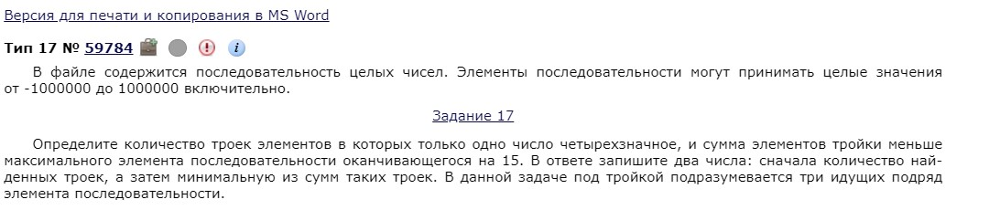 Версия для печати и копирования в MS Word
Тип 17 № 59784
В файле содержится последовательность целых чисел. Элементы последовательности могут принимать целые значения
от -1000000 до 1000000 включительно.
Задание 17
Определите количество троек элементов в которых только одно число четырехзначное, и сумма элементов тройки меньше
максимального элемента последовательности оканчивающегося на 15. В ответе запишите два числа: сначала количество най-
денных троек, а затем минимальную из сумм таких троек. В данной задаче под тройкой подразумевается три идущих подряд
элемента последовательности.